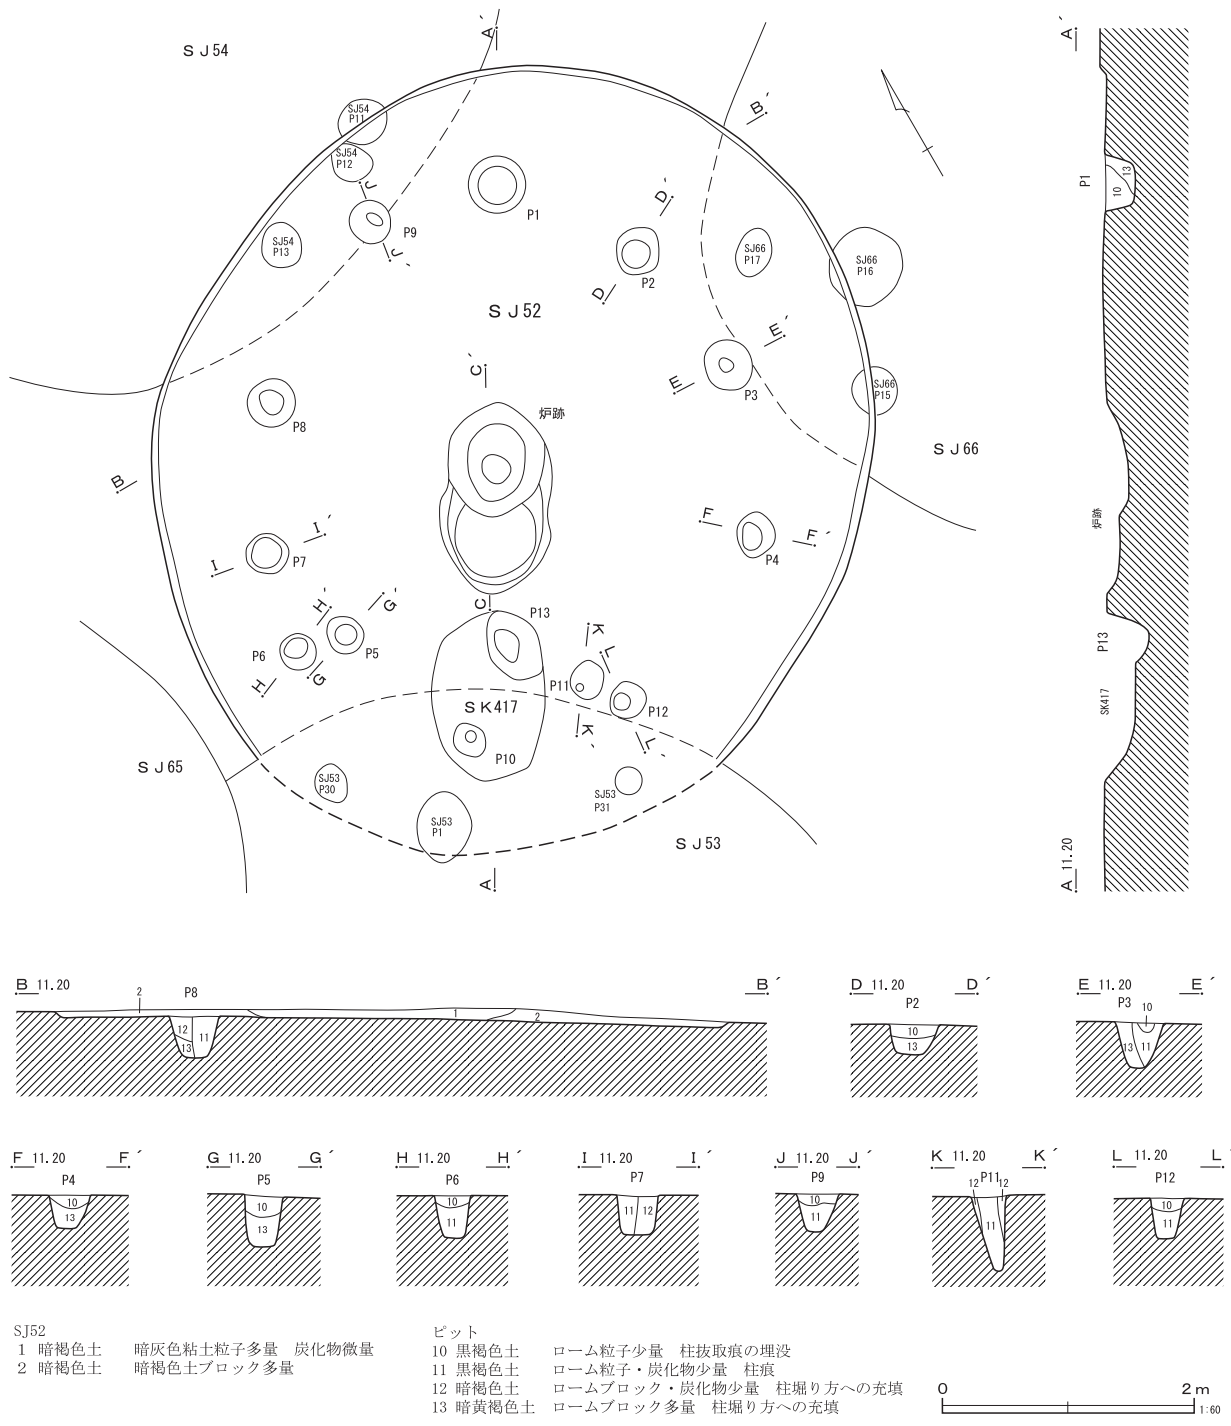 SJ54
A′
A′
SJ54 P11
SJ54 P12
B′
J
P1
D′
P1
13
10
P9
SJ54 P13
J′
SJ66 P17
SJ66 P16
P2
D
SJ52
E′
C′
E
P3
SJ66 P15
炉跡
P8
SJ66
B
F
炉跡
I′
F′
P4
I
P7
H′
G′
C
P13
K
P13
P6
P5
L
G
H
P11
SK417
P12
SK417
K′
L′
P10
SJ65
SJ53 P30
SJ53 P31
SJ53 P1
SJ53
A
A 11.20
B 11.20
B′
2
P8
1
2
12
11
13
D 11.20
D′
P2
10
13
E 11.20
E′
P3
10
13
11
F 11.20
F′
P4
10
13
G 11.20
G′
P5
10
13
H 11.20
H′
P6
10
11
I 11.20
I′
P7
11
12
J 11.20
J′
P9
10
11
K 11.20
K′
12
P11
12
11
L 11.20
L′
P12
10
11
SJ52
1 暗褐色土 暗灰色粘土粒子多量 炭化物微量
2 暗褐色土 暗褐色土ブロック多量
ピット
10 黒褐色土 ローム粒子少量 柱抜取痕の埋没
11 黒褐色土 ローム粒子・炭化物少量 柱痕
12 暗褐色土 ロームブロック・炭化物少量 柱堀り方への充填
13 暗黄褐色土 ロームブロック多量 柱堀り方への充填
0 2m
1:60